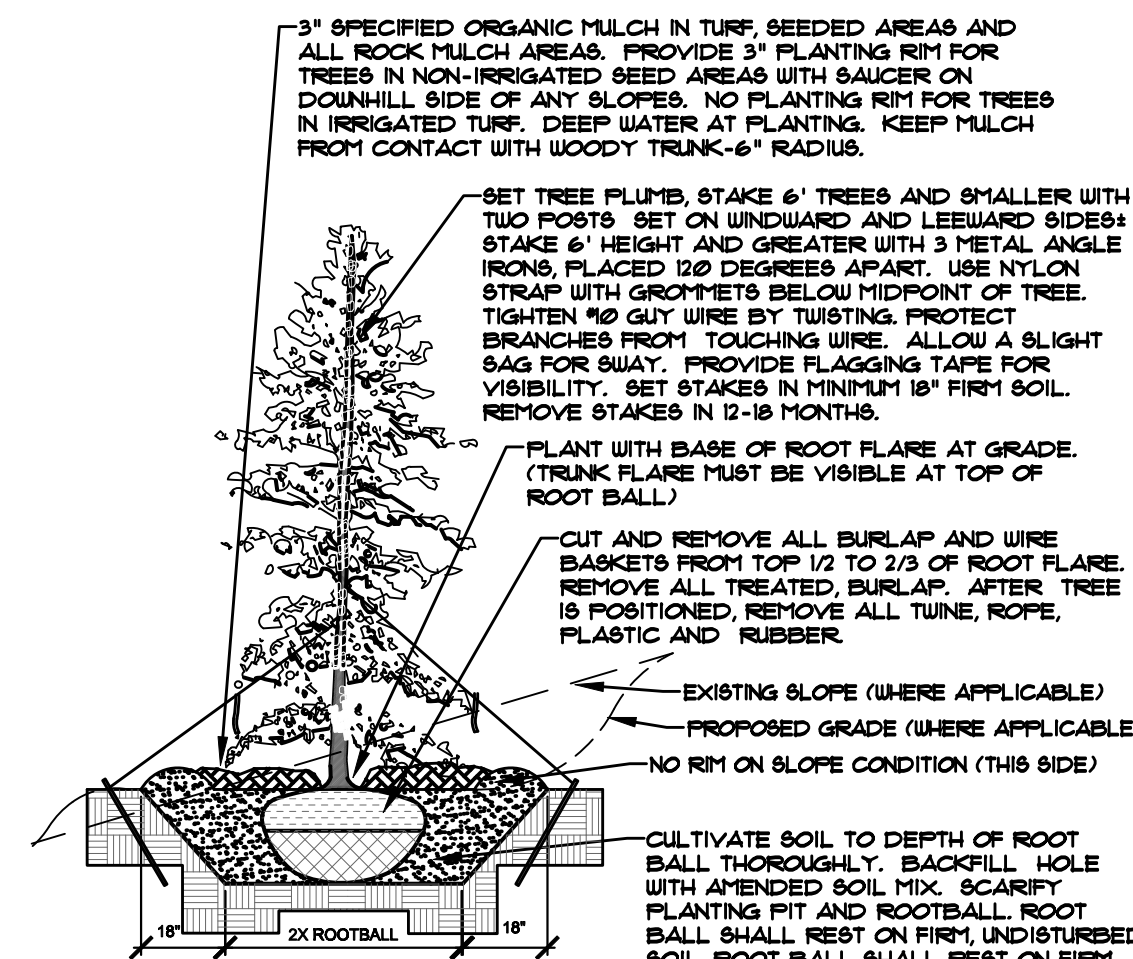 3" SPECIFIED ORGANIC MULCH IN TURF, SEEDED AREAS AND
ALL ROCK MULCH AREAS. PROVIDE 3" PLANTING RIM FOR
TREES IN NON-IRRIGATED SEED AREAS WITH SAUCER ON
DOWNHILL SIDE OF ANY SLOPES. NO PLANTING RIM FOR TREES
IN IRRIGATED TURF. DEEP WATER AT PLANTING. KEEP MULCH
FROM CONTACT WITH WOODY TRUNK-6" RADIUS.
SET TREE PLUMB, STAKE 6' TREES AND SMALLER WITH
TWO POSTS SET ON WINDWARD AND LEEWARD SIDES±
STAKE 6' HEIGHT AND GREATER WITH 3 METAL ANGLE
IRONS, PLACED 120 DEGREES APART. USE NYLON
STRAP WITH GROMMETS BELOW MIDPOINT OF TREE.
TIGHTEN #10 GUY WIRE BY TWISTING. PROTECT
BRANCHES FROM TOUCHING WIRE. ALLOW A SLIGHT
SAG FOR SWAY. PROVIDE FLAGGING TAPE FOR
VISIBILITY. SET STAKES IN MINIMUM 18" FIRM SOIL.
REMOVE STAKES IN 12-18 MONTHS.
PLANT WITH BASE OF ROOT FLARE AT GRADE.
(TRUNK FLARE MUST BE VISIBLE AT TOP OF
ROOT BALL)
CUT AND REMOVE ALL BURLAP AND WIRE
BASKETS FROM TOP 1/2 TO 2/3 OF ROOT FLARE.
REMOVE ALL TREATED, BURLAP. AFTER TREE
IS POSITIONED, REMOVE ALL TWINE, ROPE,
PLASTIC AND RUBBER
EXISTING SLOPE (WHERE APPLICABLE)
PROPOSED GRADE (WHERE APPLICABLE
NO RIM ON SLOPE CONDITION (THIS SIDE)
CULTIVATE SOIL TO DEPTH OF ROOT
BALL THOROUGHLY. BACKFILL HOLE
WITH AMENDED SOIL MIX. SCARIFY
PLANTING PIT AND ROOTBALL. ROOT
BALL SHALL REST ON FIRM, UNDISTURBED
SOIL. ROOT BALL SHALL REST ON FIRM
18" 2X ROOTBALL 18"